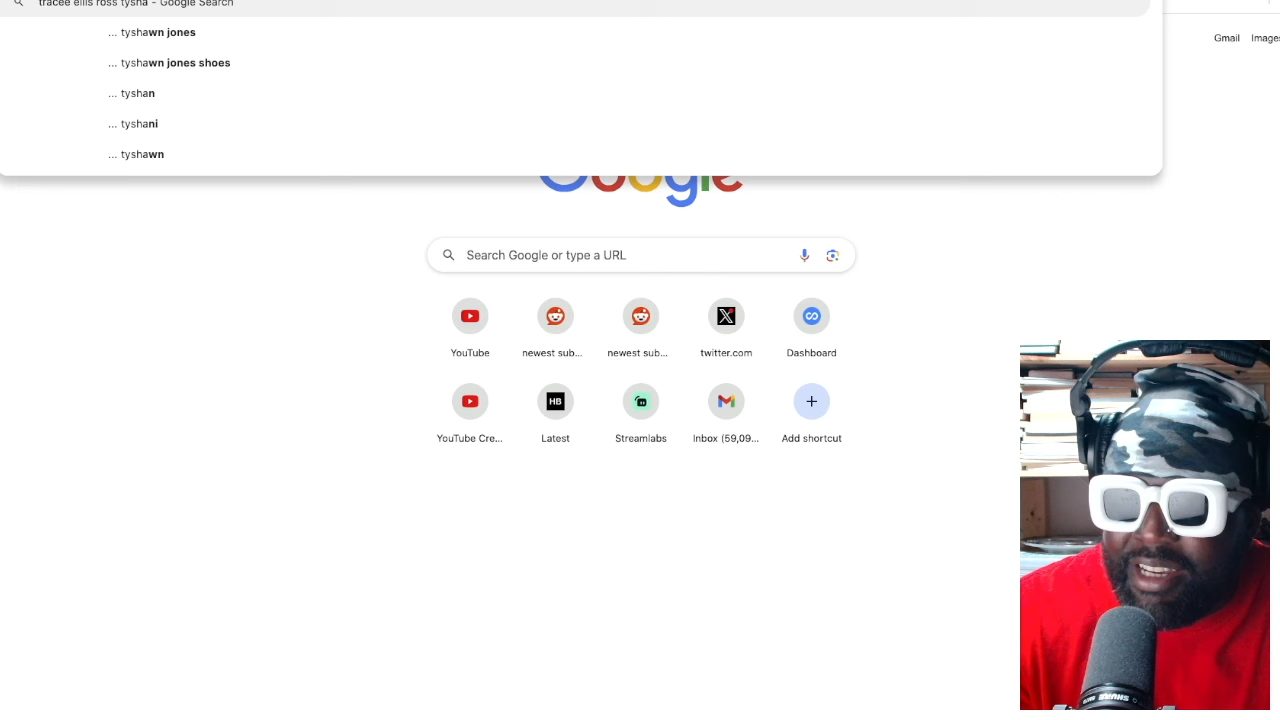 tracee ellis ross tysha - Google Search
... tyshawn jones
... tyshawn jones shoes
... tyshan
... tyshani
... tyshawn
Gmail
Images
Google
Search Google or type a URL
YouTube
newest sub...
newest sub...
twitter.com
Dashboard
HB
YouTube Cre...
Latest
Streamlabs
Inbox (59,09...
Add shortcut
SHURE